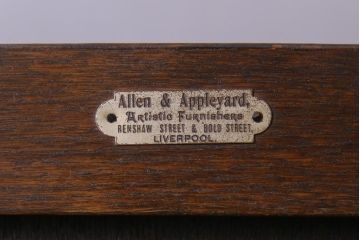 Allen & Appleyard,
Artistic Furnishers
RENSHAW STREET & BOLD STREET,
LIVERPOOL.